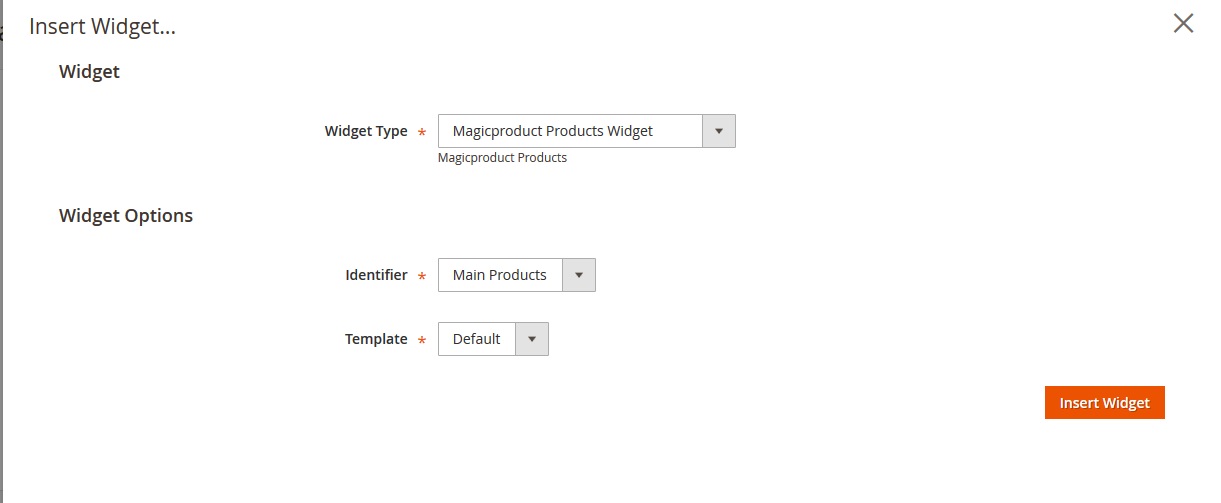 Insert Widget...
Widget
Widget Type *
Magicproduct Products Widget
Magicproduct Products
Widget Options
Identifier *
Main Products
Template *
Default
Insert Widget